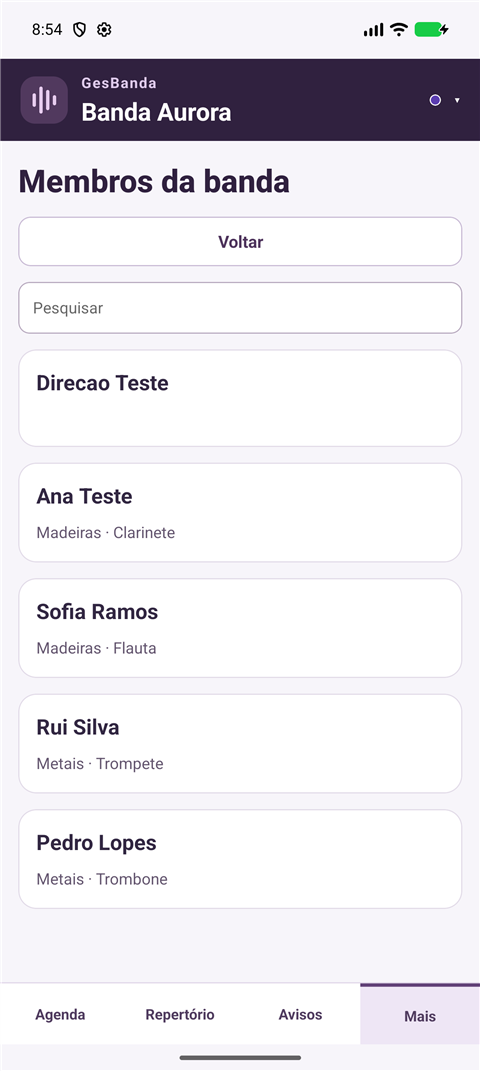 8:54
GesBanda
Banda Aurora
Membros da banda
Voltar
Pesquisar
Direcao Teste
Ana Teste
Madeiras · Clarinete
Sofia Ramos
Madeiras · Flauta
Rui Silva
Metais · Trompete
Pedro Lopes
Metais · Trombone
Agenda Repertório Avisos Mais